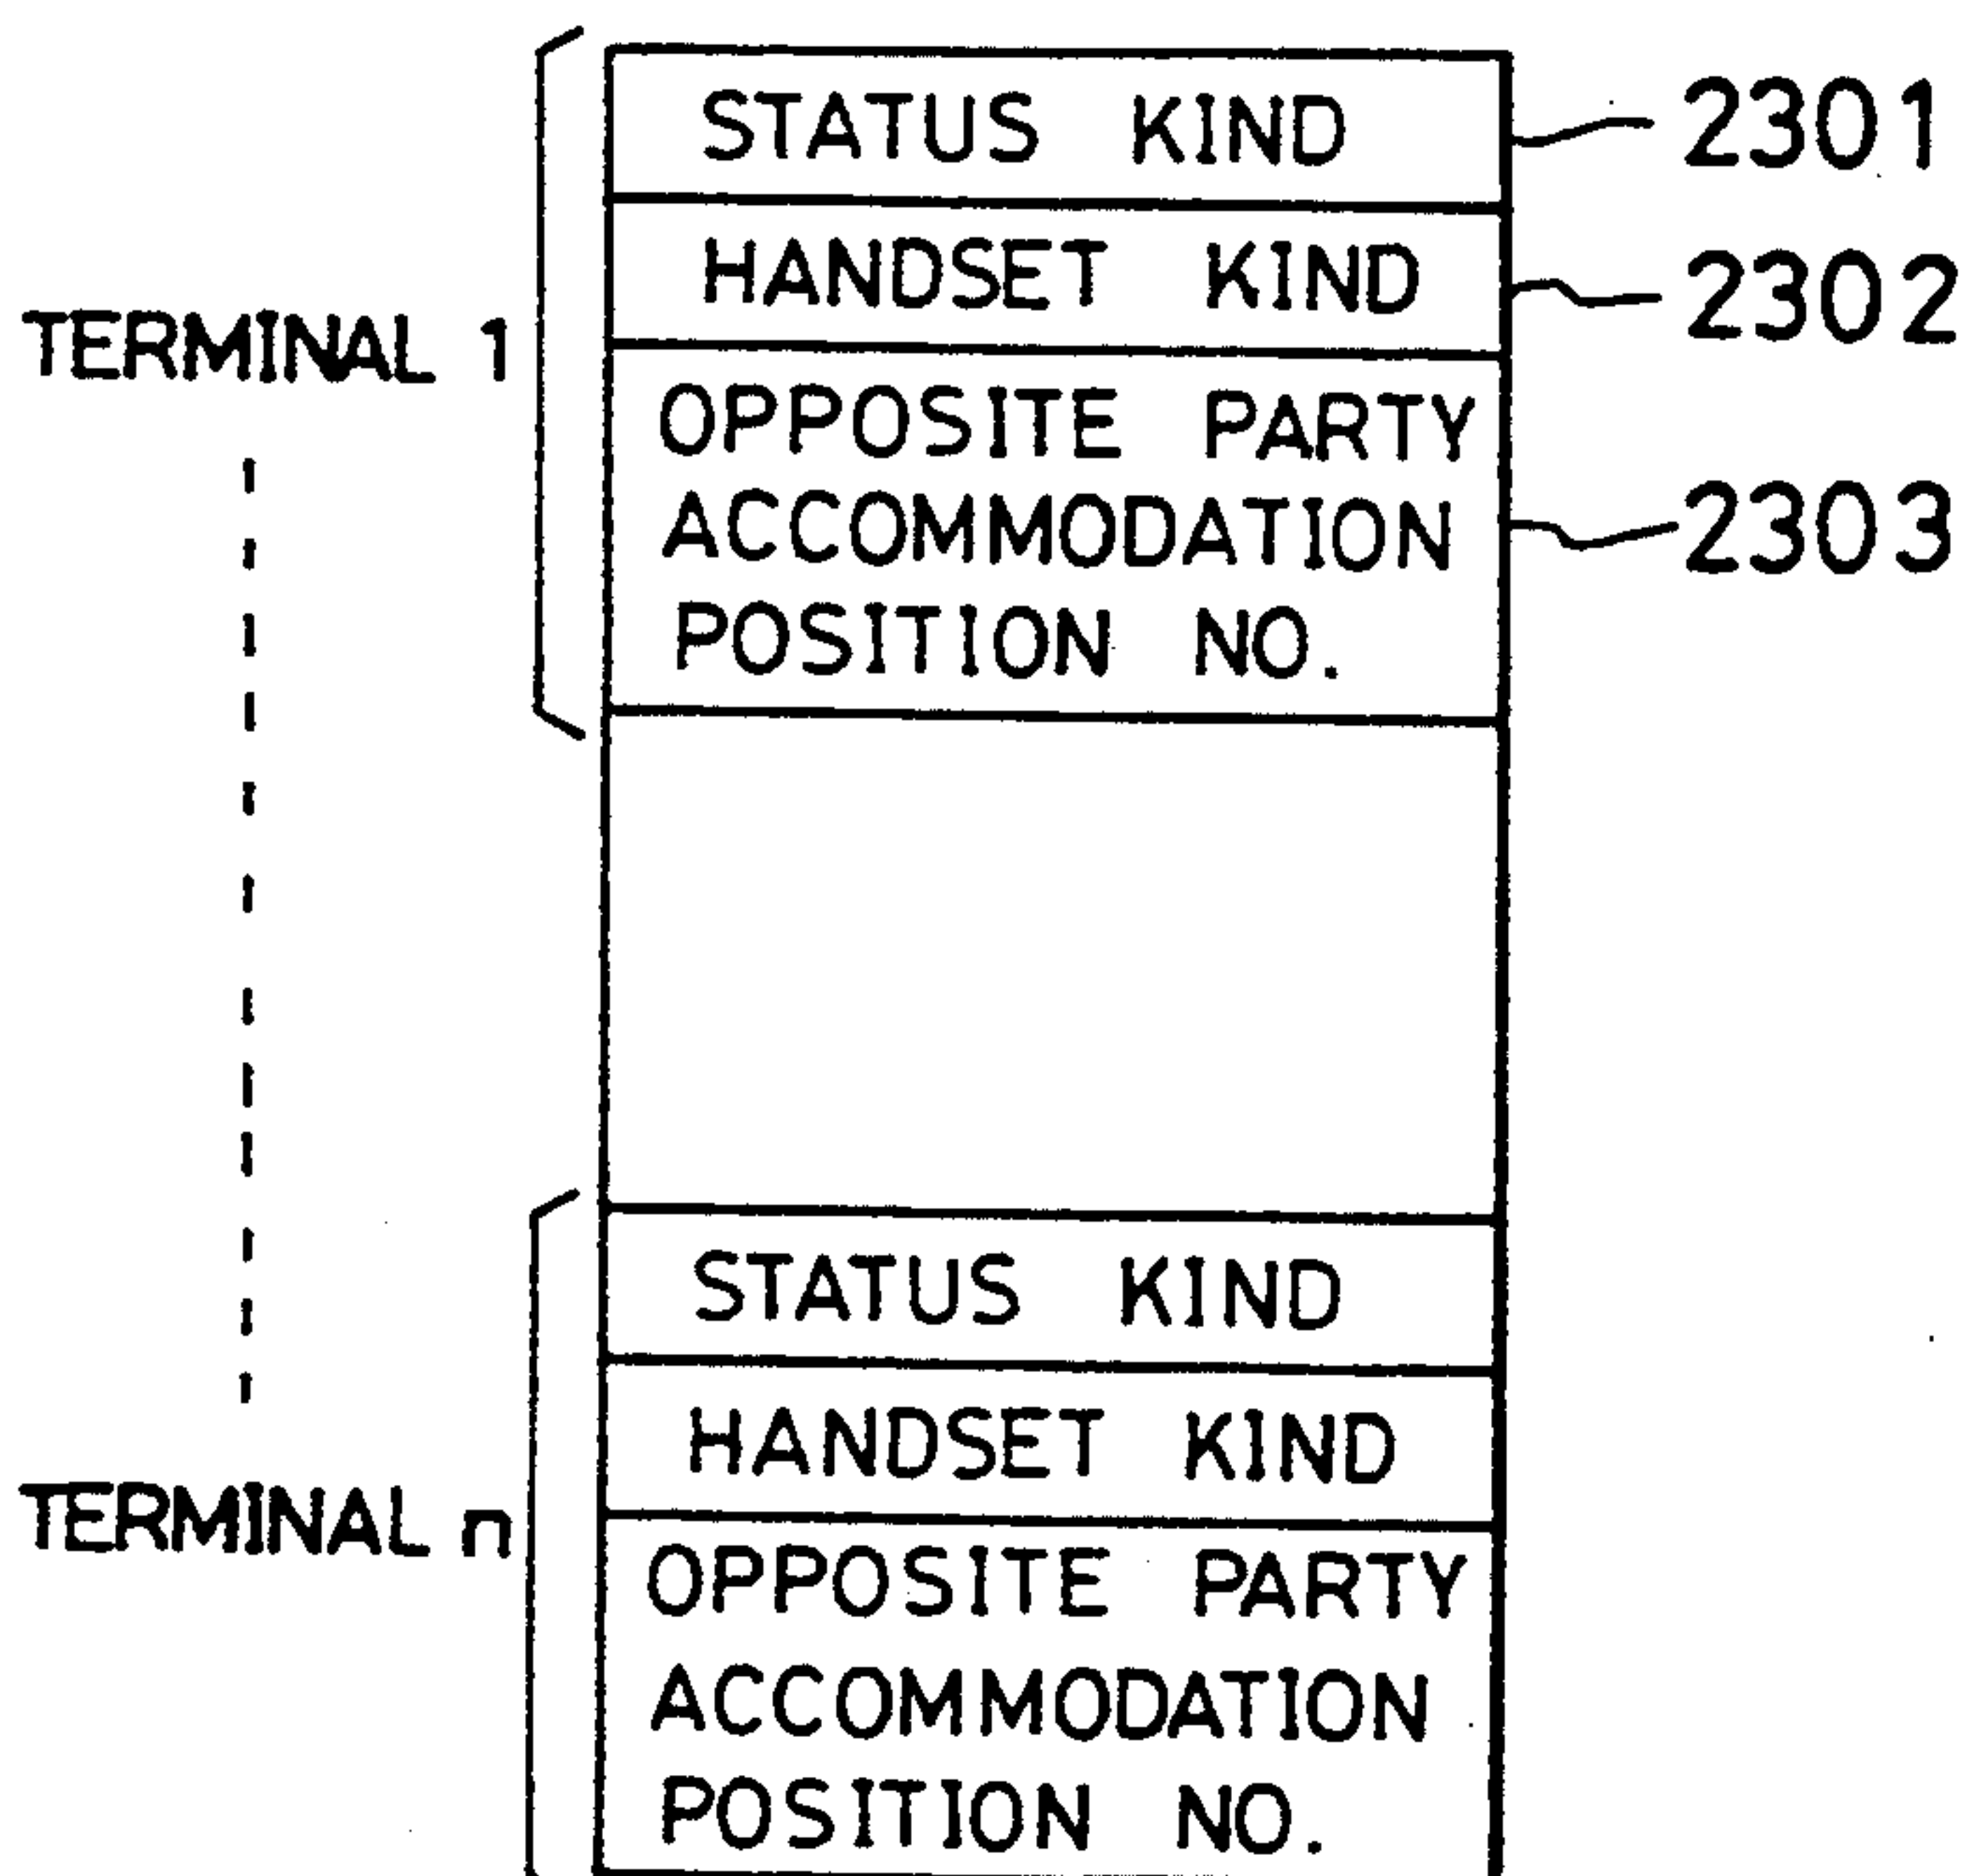 STATUS KIND 2301
HANDSET KIND 2302
TERMINAL 1
OPPOSITE PARTY
ACCOMMODATION 2303
POSITION NO.
STATUS KIND
HANDSET KIND
TERMINAL n
OPPOSITE PARTY
ACCOMMODATION
POSITION NO.